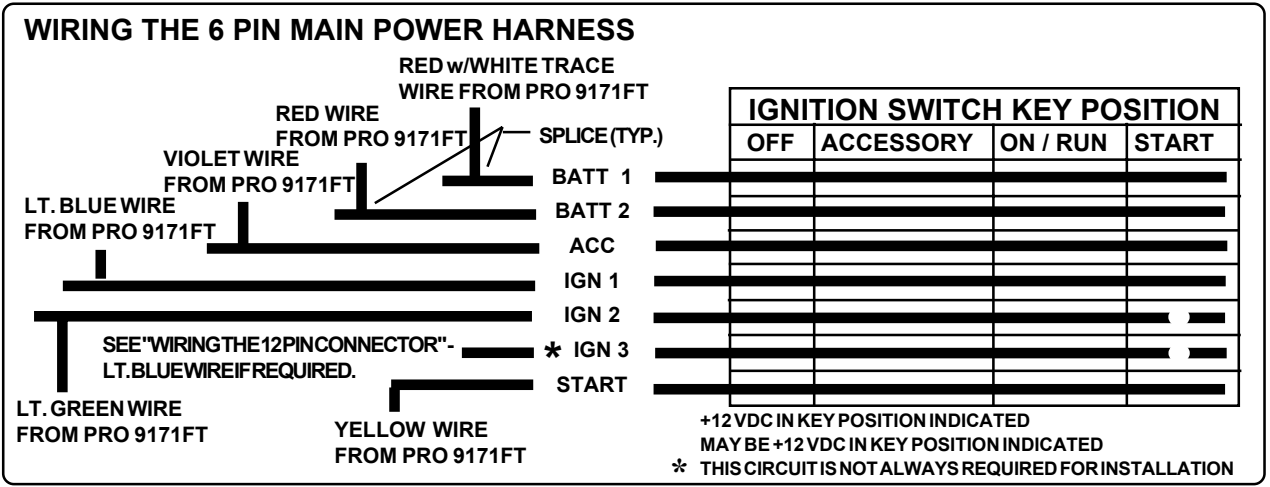 WIRING THE 6 PIN MAIN POWER HARNESS
RED w/WHITE TRACE
WIRE FROM PRO 9171FT
RED WIRE
FROM PRO 9171FT
SPLICE (TYP.)
VIOLET WIRE
FROM PRO 9171FT
LT. BLUE WIRE
FROM PRO 9171FT
IGNITION SWITCH KEY POSITION
OFF ACCESSORY ON / RUN START
BATT 1
BATT 2
ACC
IGN 1
IGN 2
SEE "WIRING THE 12 PIN CONNECTOR" -
LT. BLUE WIRE IF REQUIRED.
* IGN 3
START
LT. GREEN WIRE
FROM PRO 9171FT
YELLOW WIRE
FROM PRO 9171FT
+12 VDC IN KEY POSITION INDICATED
MAY BE +12 VDC IN KEY POSITION INDICATED
* THIS CIRCUIT IS NOT ALWAYS REQUIRED FOR INSTALLATION